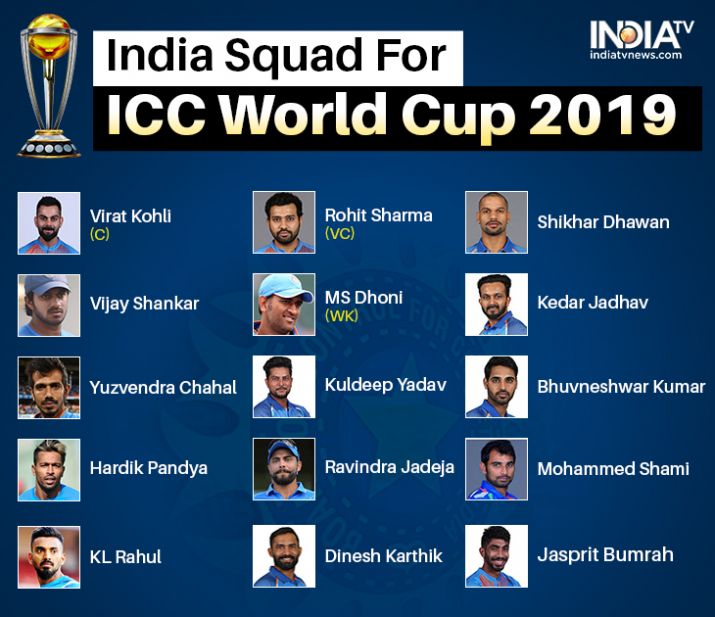 India Squad For
ICC World Cup 2019
INDIA TV
indiatvnews.com
Virat Kohli
(C)
Rohit Sharma
(VC)
Shikhar Dhawan
Vijay Shankar
MS Dhoni
(WK)
Kedar Jadhav
Yuzvendra Chahal
Kuldeep Yadav
Bhuvneshwar Kumar
Hardik Pandya
Ravindra Jadeja
Mohammed Shami
KL Rahul
Dinesh Karthik
Jasprit Bumrah